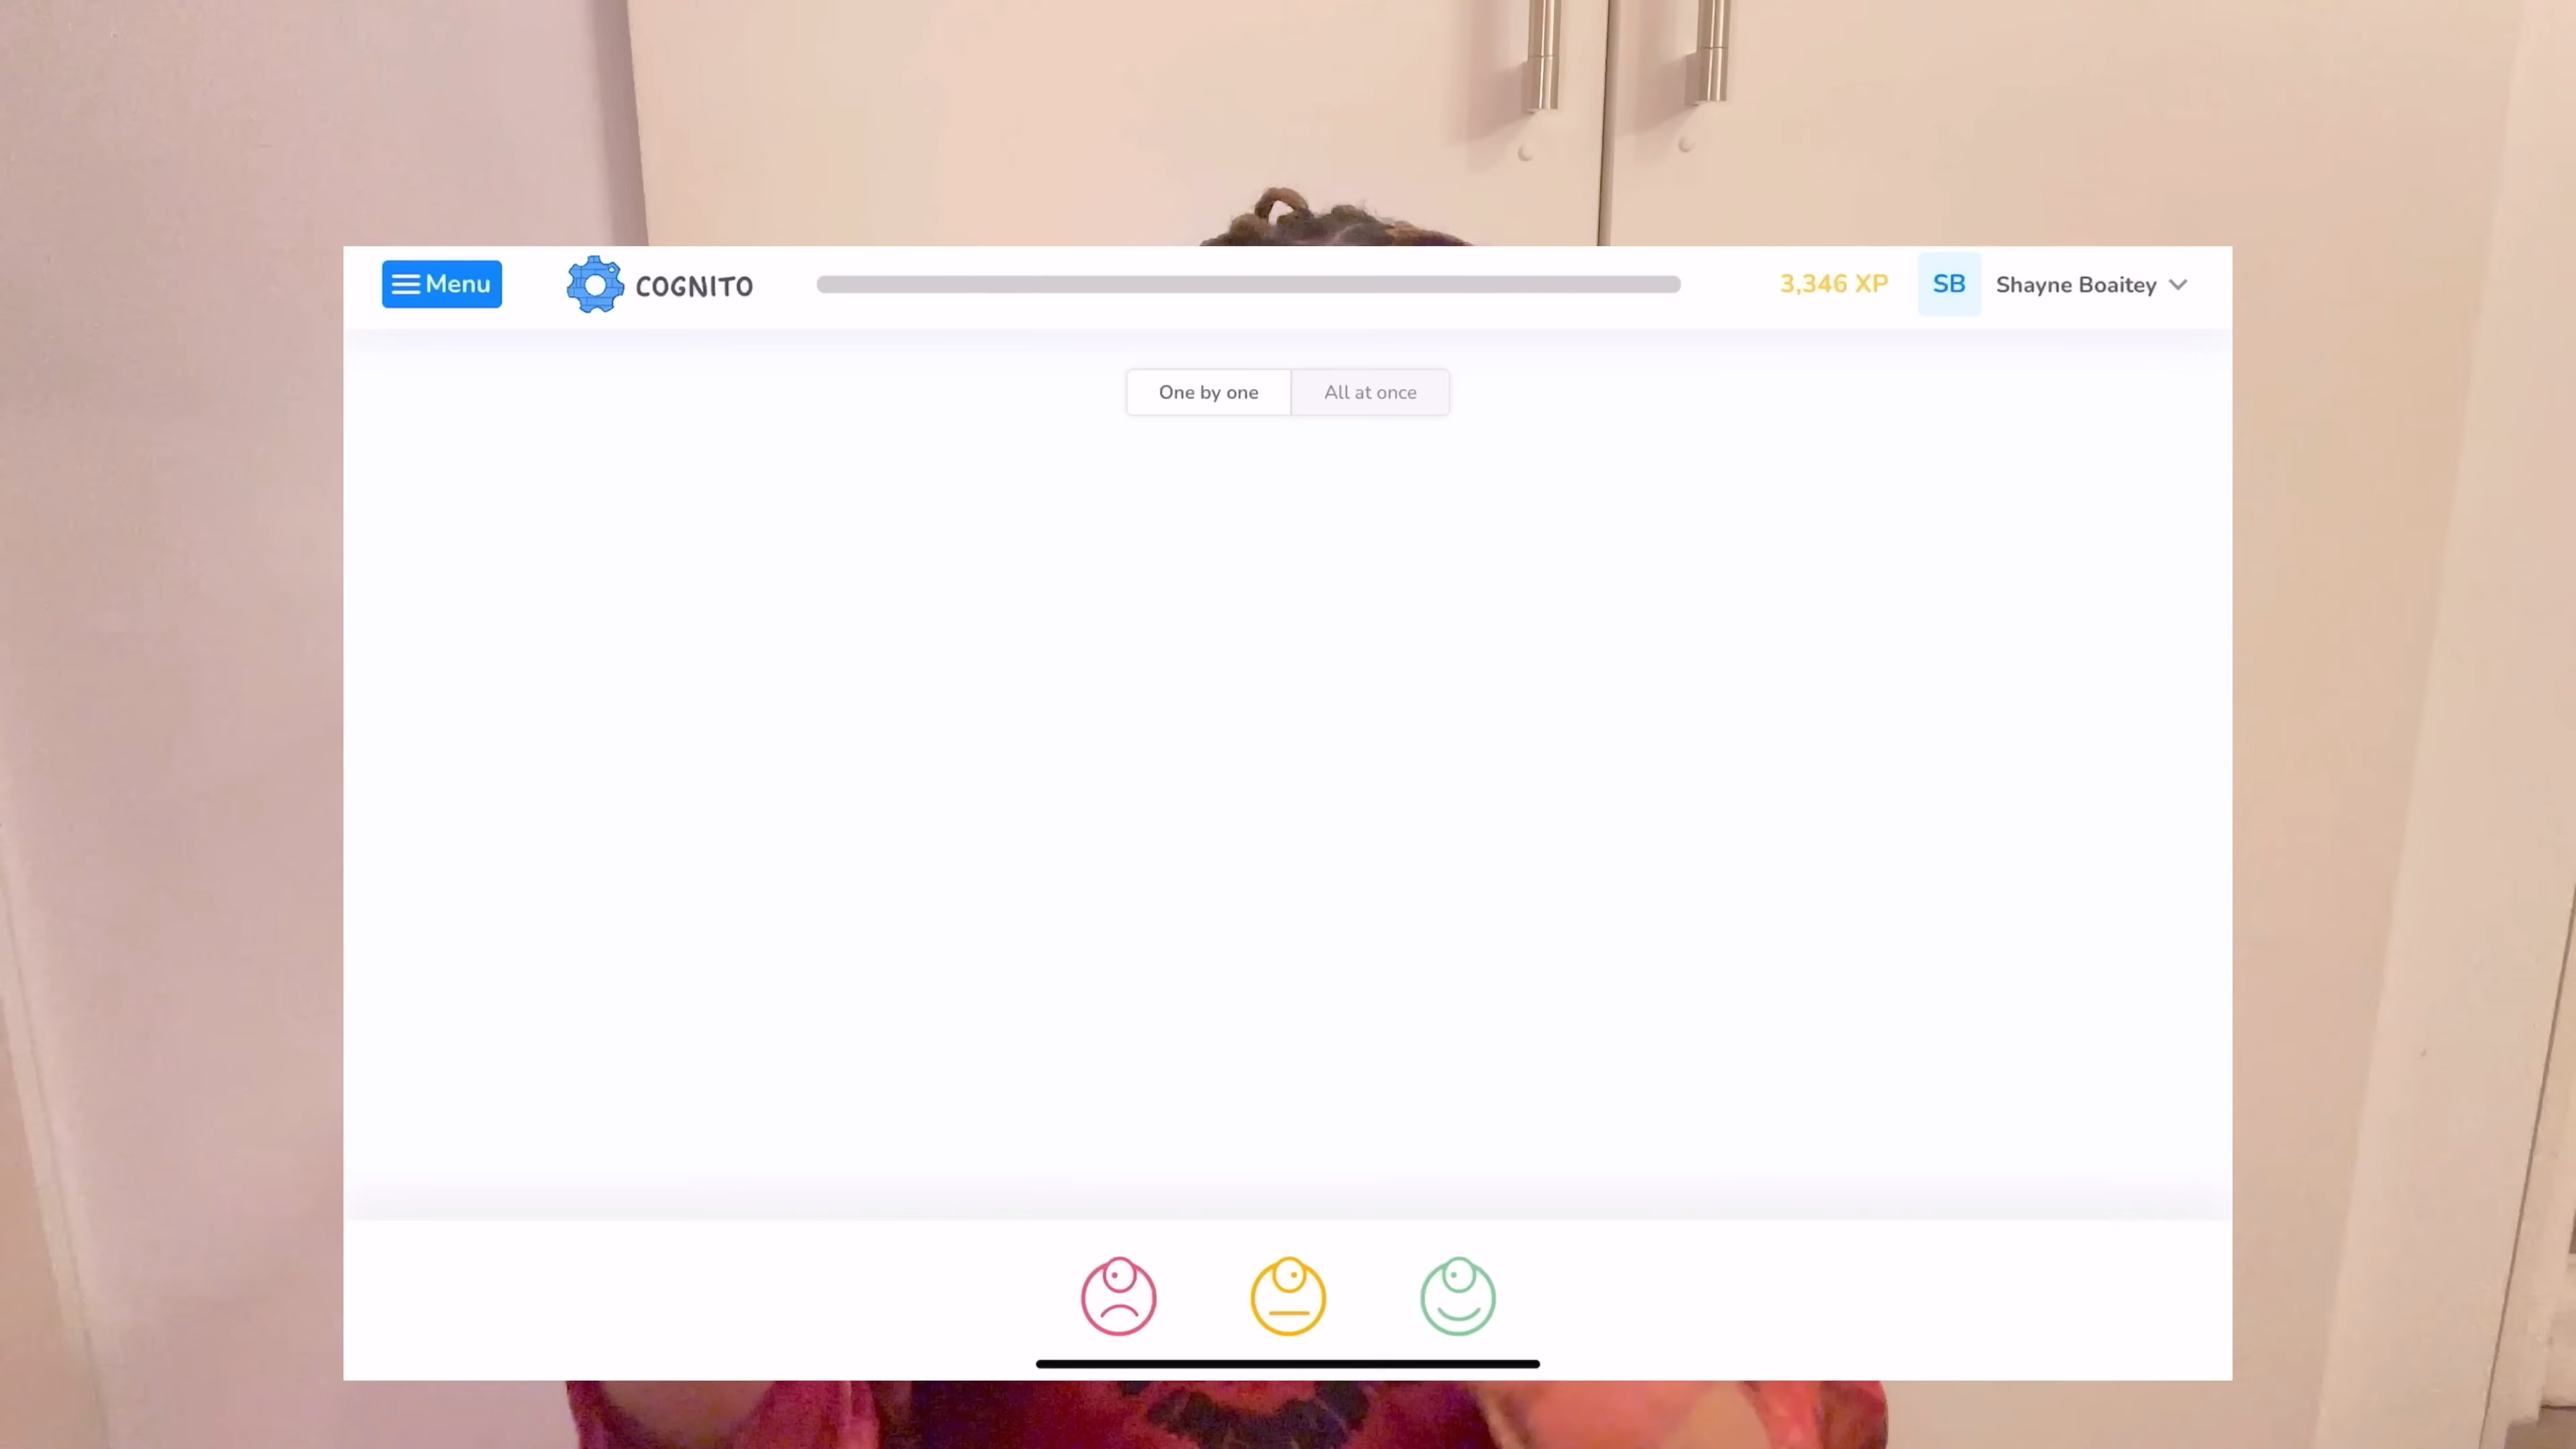 Menu
COGNITO
3,346 XP
SB
Shayne Boaitey
One by one
All at once